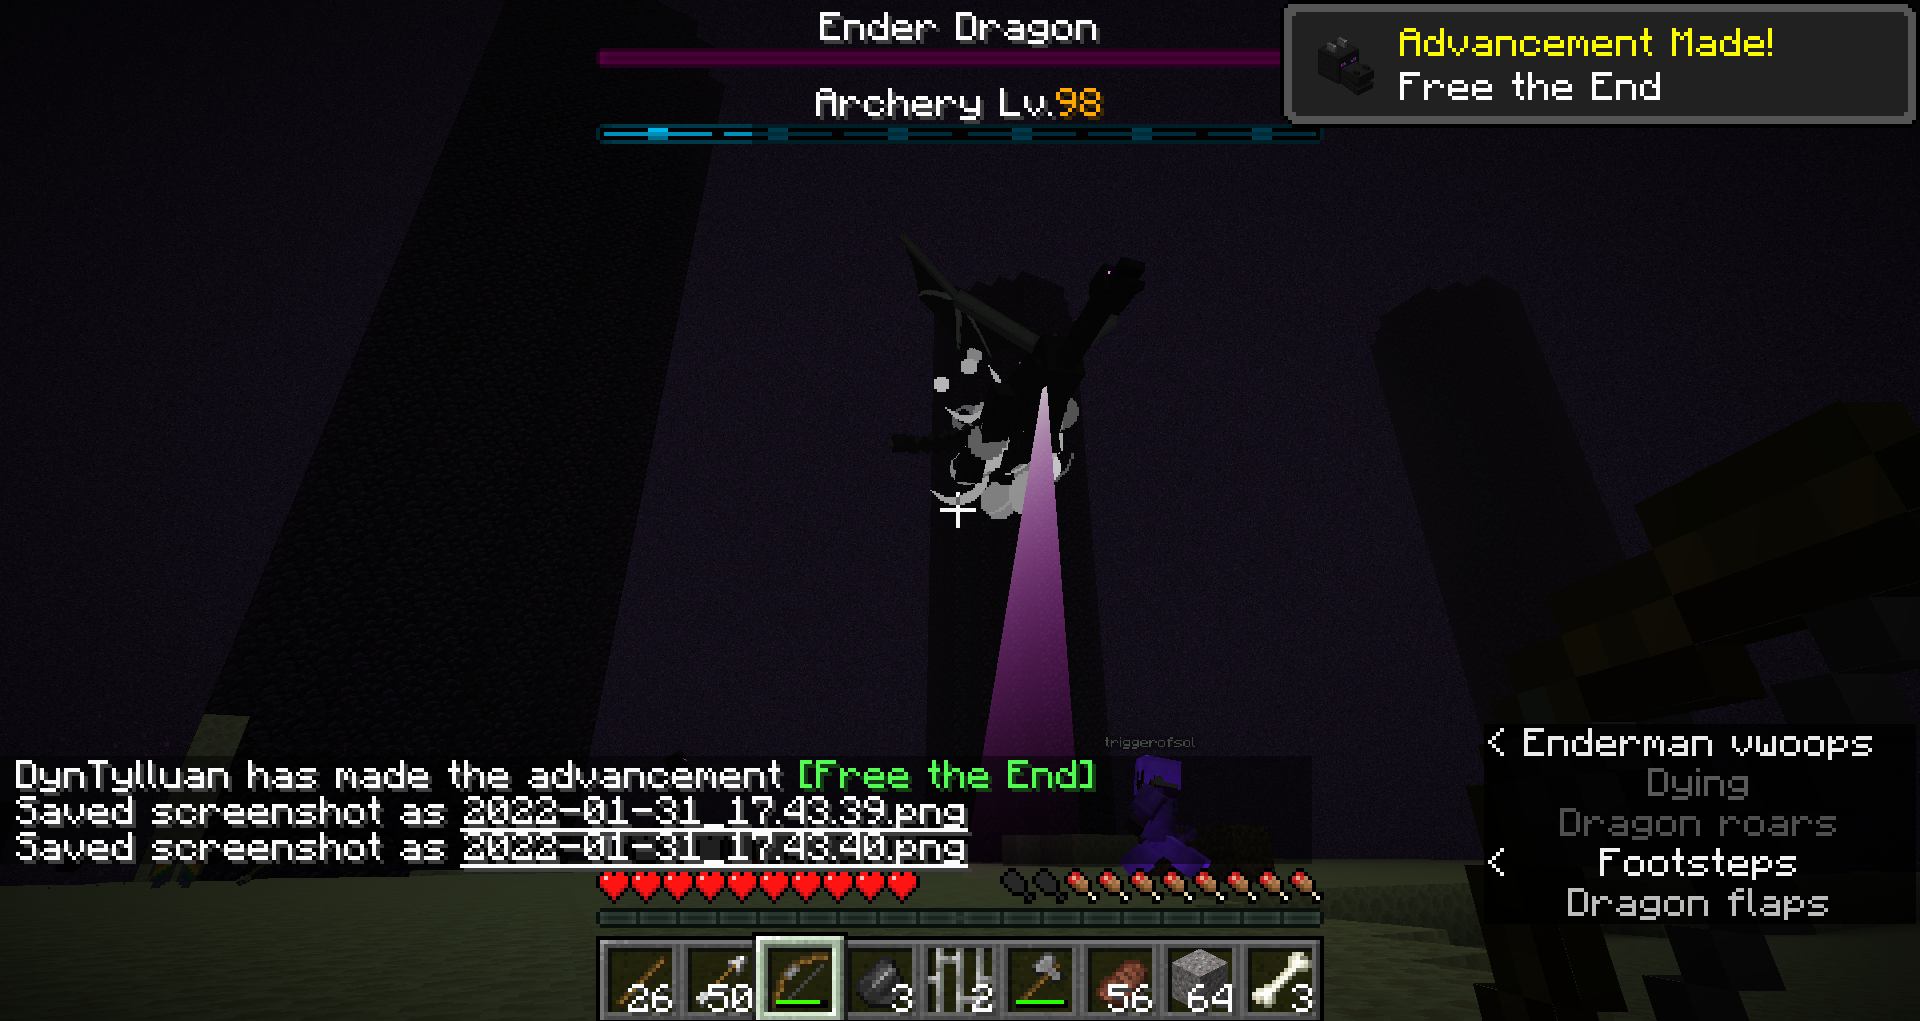 Ender Dragon
Archery Lv.98
Advancement Made!
Free the End
triggerofsol
DynTylluan has made the advancement [Free the End]
Saved screenshot as 2022-01-31_17.43.39.png
Saved screenshot as 2022-01-31_17.43.40.png
< Enderman vwoops
Dying
Dragon roars
< Footsteps
Dragon flaps
26 50 3 2 56 64 3